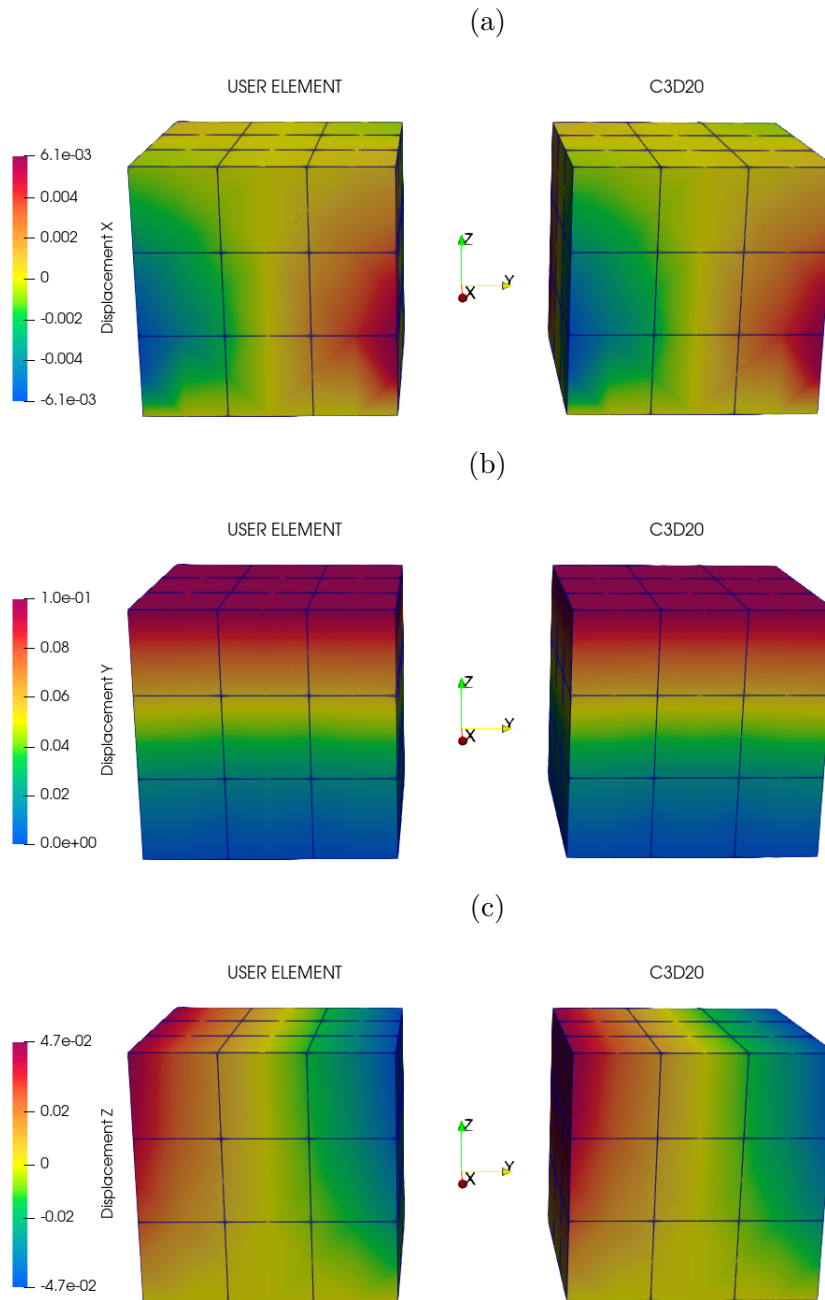 (a)
USER ELEMENT
C3D20
6.1e-03
0.004
0.002
0
-0.002
-0.004
-6.1e-03
Displacement X
Z
Y
X
(b)
USER ELEMENT
C3D20
1.0e-01
0.08
0.06
0.04
0.02
0.0e+00
Displacement Y
Z
Y
X
(c)
USER ELEMENT
C3D20
4.7e-02
0.02
0
-0.02
-4.7e-02
Displacement Z
Z
Y
X